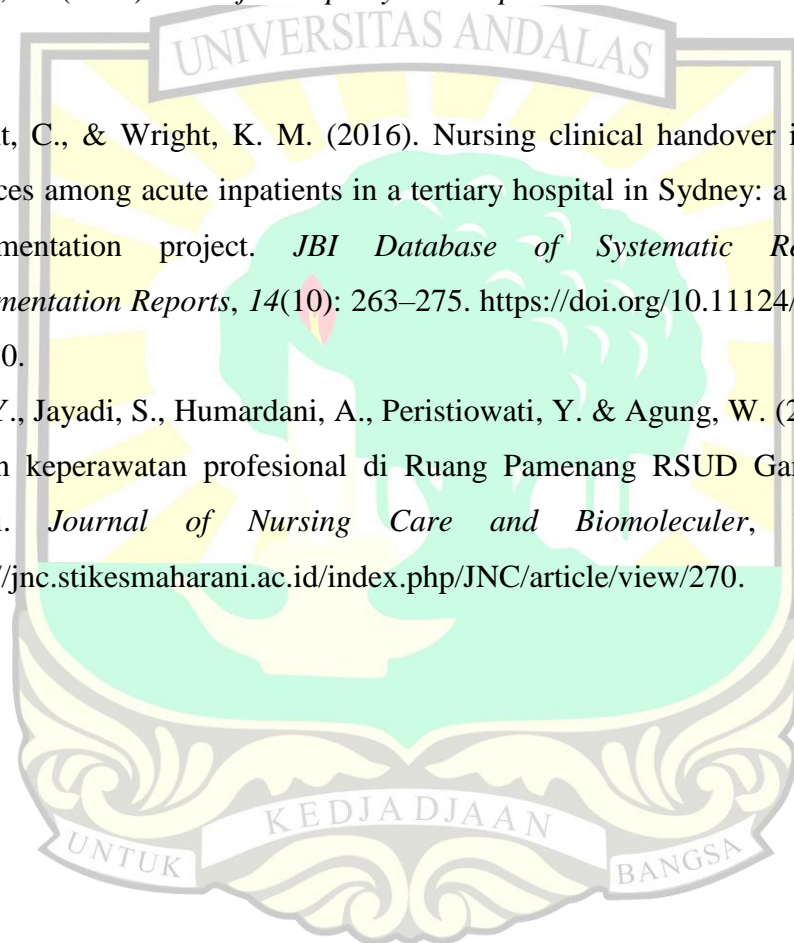 UNIVERSITAS ANDALAS
t, C., & Wright, K. M. (2016). Nursing clinical handover i
ces among acute inpatients in a tertiary hospital in Sydney: a
mentation project. JBI Database of Systematic Re
mentation Reports, 14(10): 263–275. https://doi.org/10.11124/
0.
Y., Jayadi, S., Humardani, A., Peristiowati, Y. & Agung, W. (2
n keperawatan profesional di Ruang Pamenang RSUD Gar
. Journal of Nursing Care and Biomoleculer,
//jnc.stikesmaharani.ac.id/index.php/JNC/article/view/270.
UNTUK KEDJADJAAN BANGSA